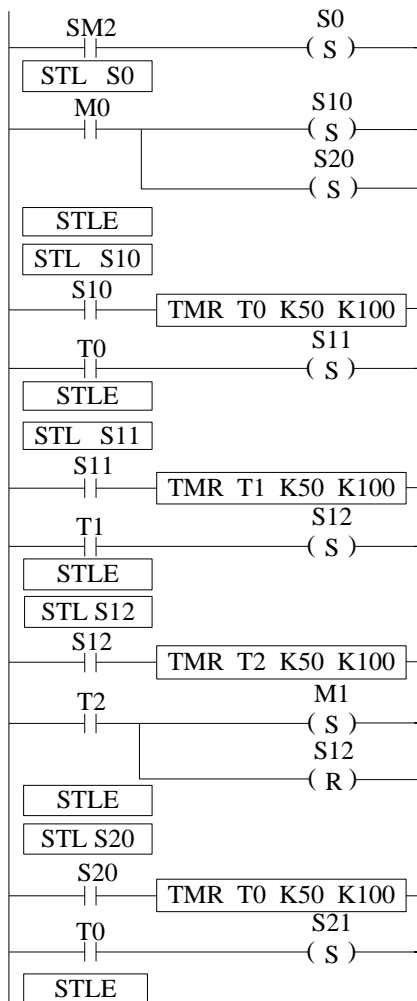 SM2 S0
( S )
STL S0
M0 S10
( S )
S20
( S )
STLE
STL S10
S10
TMR T0 K50 K100
T0 S11
( S )
STLE
STL S11
S11
TMR T1 K50 K100
T1 S12
( S )
STLE
STL S12
S12
TMR T2 K50 K100
T2 M1
( S )
S12
( R )
STLE
STL S20
S20
TMR T0 K50 K100
T0 S21
( S )
STLE